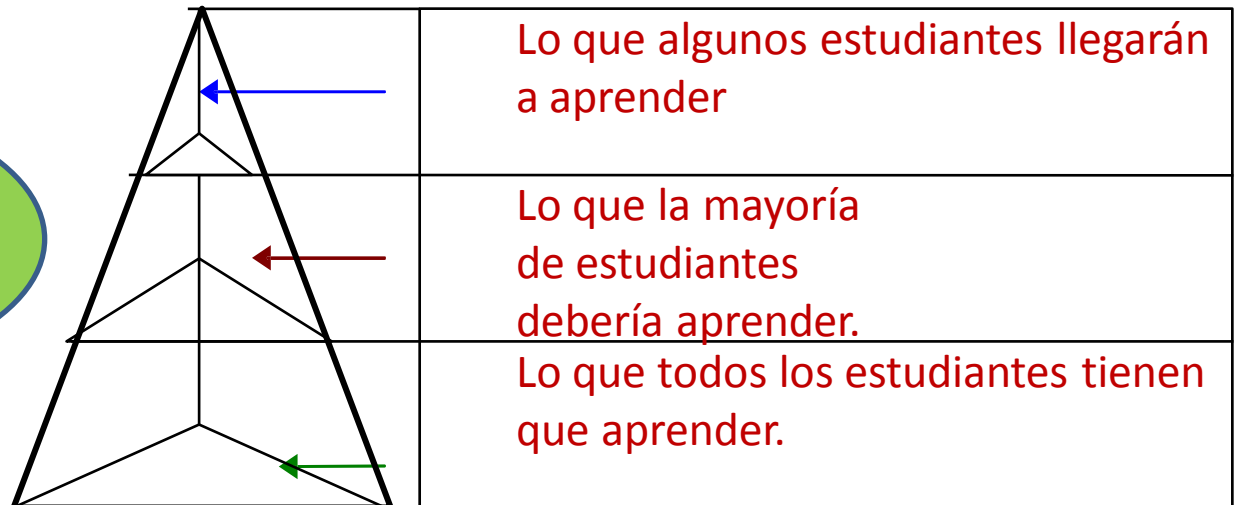 Lo que algunos estudiantes llegarán
a aprender
Lo que la mayoría
de estudiantes
debería aprender.
Lo que todos los estudiantes tienen
que aprender.